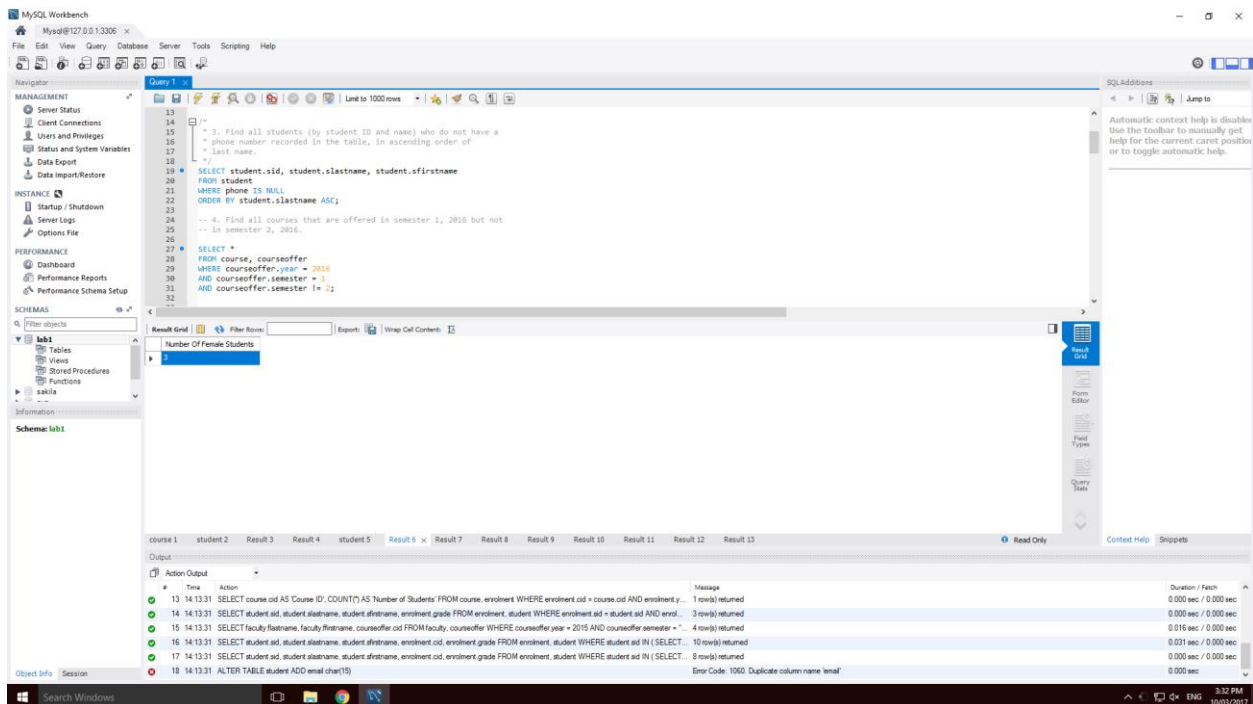 MySQL Workbench
Mysql@127.0.0.1:3306 ×
File Edit View Query Database Server Tools Scripting Help
Navigator
MANAGEMENT
Server Status
Client Connections
Users and Privileges
Status and System Variables
Data Export
Data Import/Restore
INSTANCE
Startup / Shutdown
Server Logs
Options File
PERFORMANCE
Dashboard
Performance Reports
Performance Schema Setup
SCHEMAS
Filter objects
lab1
Tables
Views
Stored Procedures
Functions
sakila
Information
Schema: lab1
Object Info Session
Query 1 ×
Limit to 1000 rows
13
14 /*
15 * 3. Find all students (by student ID and name) who do not have a
16 * phone number recorded in the table, in ascending order of
17 * last name.
18 */
19 SELECT student.sid, student.slastname, student.sfirstname
20 FROM student
21 WHERE phone IS NULL
22 ORDER BY student.slastname ASC;
23
24 -- 4. Find all courses that are offered in semester 1, 2016 but not
25 -- in semester 2, 2016.
26
27 SELECT *
28 FROM course, courseoffer
29 WHERE courseoffer.year = 2016
30 AND courseoffer.semester = 1
31 AND courseoffer.semester != 2;
32
Result Grid Filter Rows: Export: Wrap Cell Content:
Number Of Female Students
3
Result Grid
Form Editor
Field Types
Query Stats
course 1 student 2 Result 3 Result 4 student 5 Result 6 × Result 7 Result 8 Result 9 Result 10 Result 11 Result 12 Result 13 Read Only
SQLAdditions
Jump to
Automatic context help is disabled
Use the toolbar to manually get
help for the current caret position
or to toggle automatic help.
Context Help Snippets
Output
Action Output
# Time Action Message Duration / Fetch
13 14:13:31 SELECT course.cid AS 'Course ID', COUNT(*) AS 'Number of Students' FROM course, enrolment WHERE enrolment.cid = course.cid AND enrolment.y... 1 row(s) returned 0.000 sec / 0.000 sec
14 14:13:31 SELECT student.sid, student.slastname, student.sfirstname, enrolment.grade FROM enrolment, student WHERE enrolment.sid = student.sid AND enrol... 3 row(s) returned 0.000 sec / 0.000 sec
15 14:13:31 SELECT faculty.flastname, faculty.ffirstname, courseoffer.cid FROM faculty, courseoffer WHERE courseoffer.year = 2015 AND courseoffer.semester = "... 4 row(s) returned 0.016 sec / 0.000 sec
16 14:13:31 SELECT student.sid, student.slastname, student.sfirstname, enrolment.cid, enrolment.grade FROM enrolment, student WHERE student.sid IN ( SELECT... 10 row(s) returned 0.031 sec / 0.000 sec
17 14:13:31 SELECT student.sid, student.slastname, student.sfirstname, enrolment.cid, enrolment.grade FROM enrolment, student WHERE student.sid IN ( SELECT... 8 row(s) returned 0.000 sec / 0.000 sec
18 14:13:31 ALTER TABLE student ADD email char(15) Error Code: 1060. Duplicate column name 'email' 0.000 sec
Search Windows
ENG
3:32 PM
10/03/2017